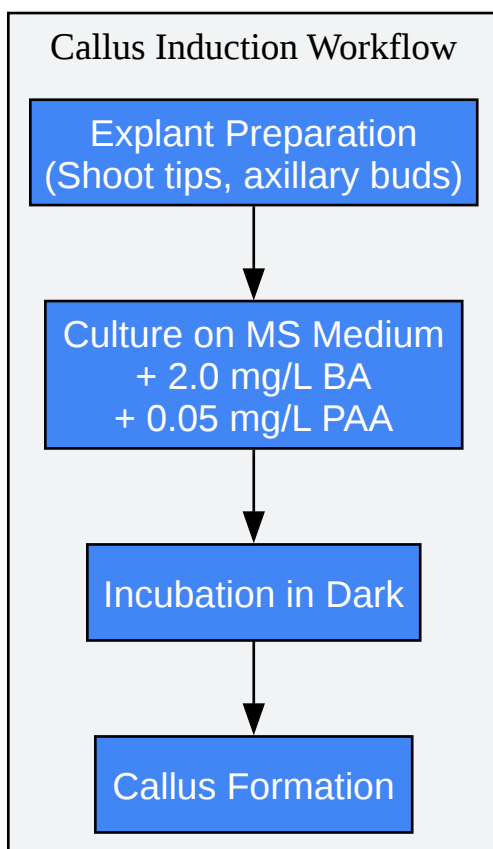 Callus Induction Workflow
Explant Preparation
(Shoot tips, axillary buds)
Culture on MS Medium
+ 2.0 mg/L BA
+ 0.05 mg/L PAA
Incubation in Dark
Callus Formation